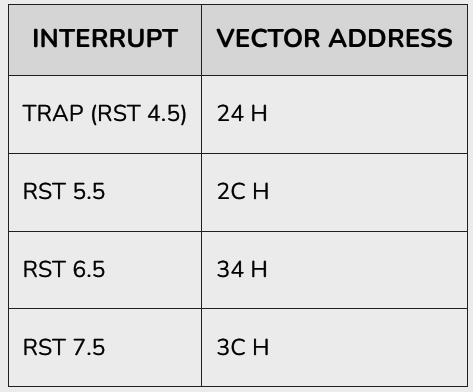 INTERRUPT VECTOR ADDRESS
TRAP (RST 4.5) 24 H
RST 5.5 2C H
RST 6.5 34 H
RST 7.5 3C H